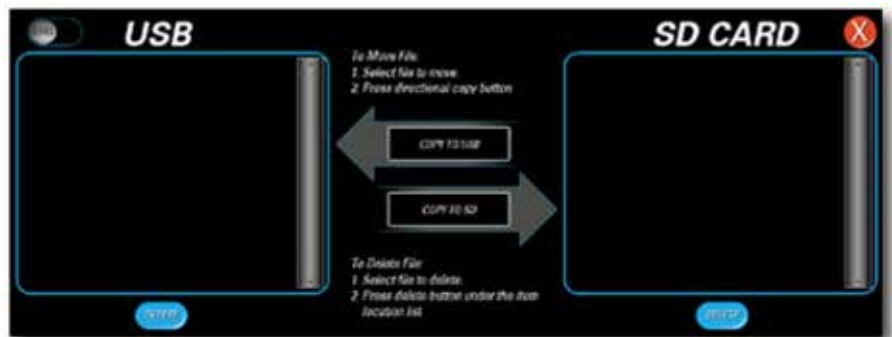 USB
SD CARD
X
To Move File
1 Select file to move
2 Press directional copy button
COPY TO USB
COPY TO SD
To Delete File
1 Select file to delete.
2 Press delete button under the item
location list
DELETE
DELETE